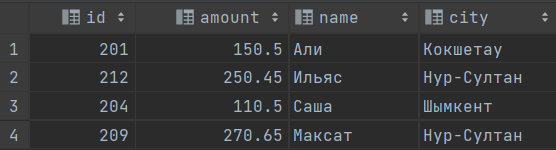 id amount name city
1 201 150.5 Али Кокшетау
2 212 250.45 Ильяс Нур-Султан
3 204 110.5 Саша Шымкент
4 209 270.65 Максат Нур-Султан